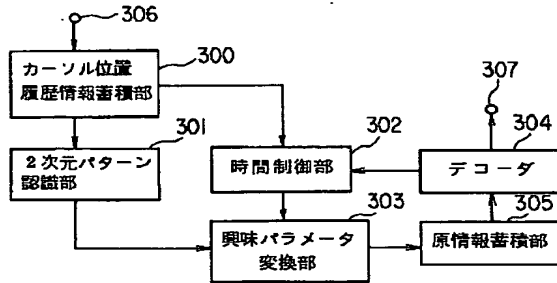 306
300
カーソル位置
履歴情報蓄積部
301
2次元パターン
認識部
302
時間制御部
303
興味パラメータ
変換部
307
304
デコーダ
305
原情報蓄積部